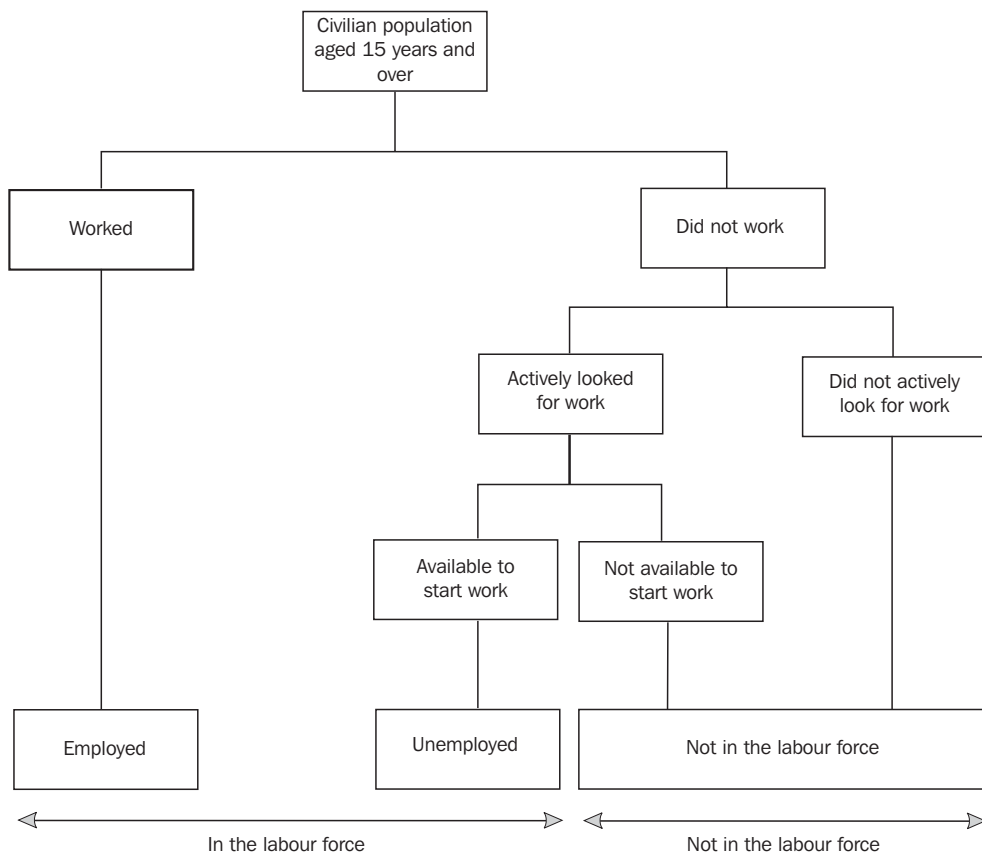 Civilian population
aged 15 years and
over
Worked
Did not work
Actively looked
for work
Did not actively
look for work
Available to
start work
Not available to
start work
Employed
Unemployed
Not in the labour force
In the labour force
Not in the labour force